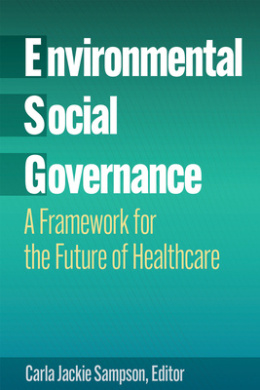 Environmental
Social
Governance
A Framework for
the Future of Healthcare
Carla Jackie Sampson, Editor